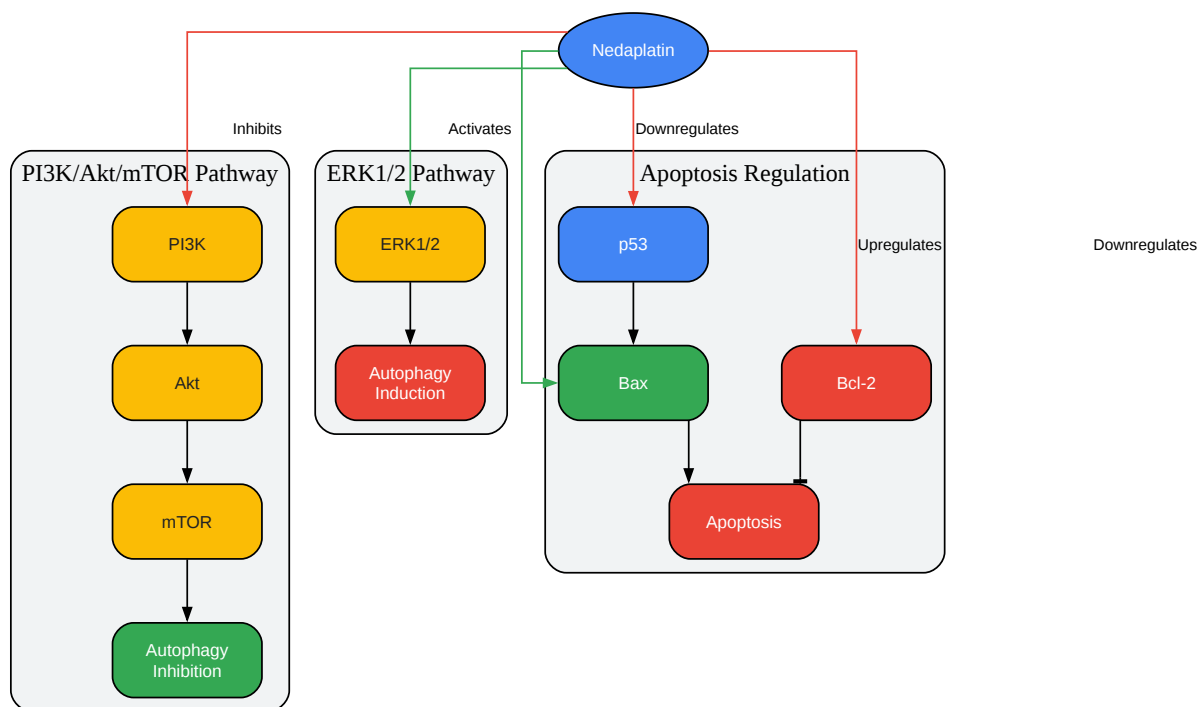 Nedaplatin
Inhibits
Activates
Downregulates
PI3K/Akt/mTOR Pathway
ERK1/2 Pathway
Apoptosis Regulation
PI3K
ERK1/2
p53
Upregulates
Downregulates
Akt
Autophagy
Induction
Bax
Bcl-2
mTOR
Apoptosis
Autophagy
Inhibition